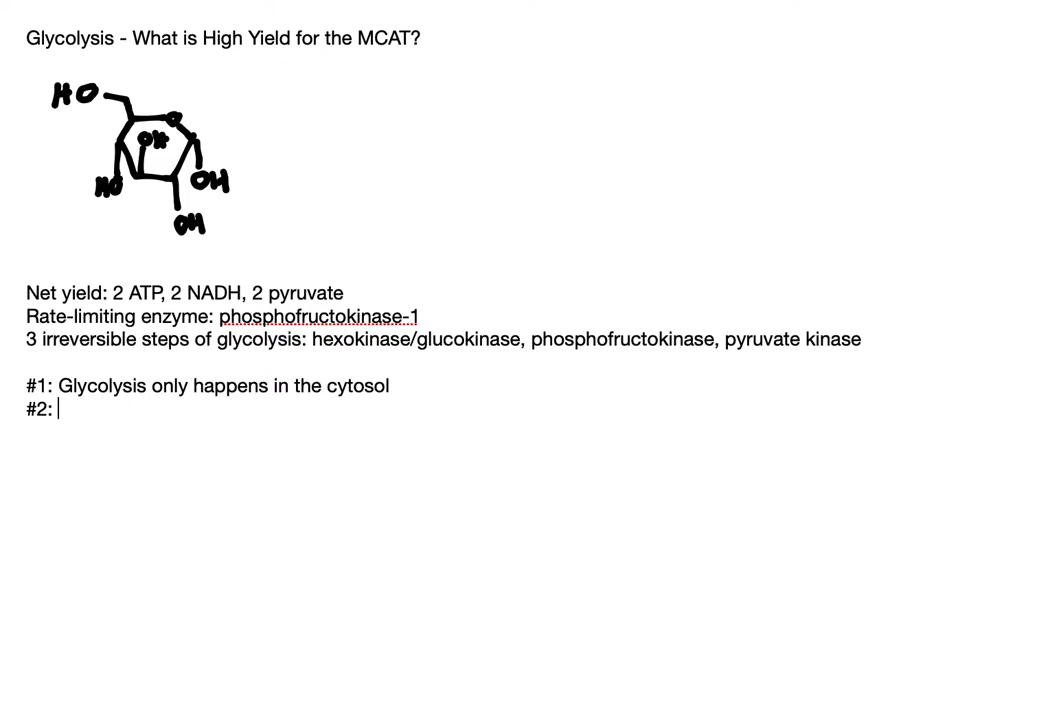 Glycolysis - What is High Yield for the MCAT?
HO
O
OH
HO
OH
OH
Net yield: 2 ATP, 2 NADH, 2 pyruvate
Rate-limiting enzyme: phosphofructokinase-1
3 irreversible steps of glycolysis: hexokinase/glucokinase, phosphofructokinase, pyruvate kinase
#1: Glycolysis only happens in the cytosol
#2: